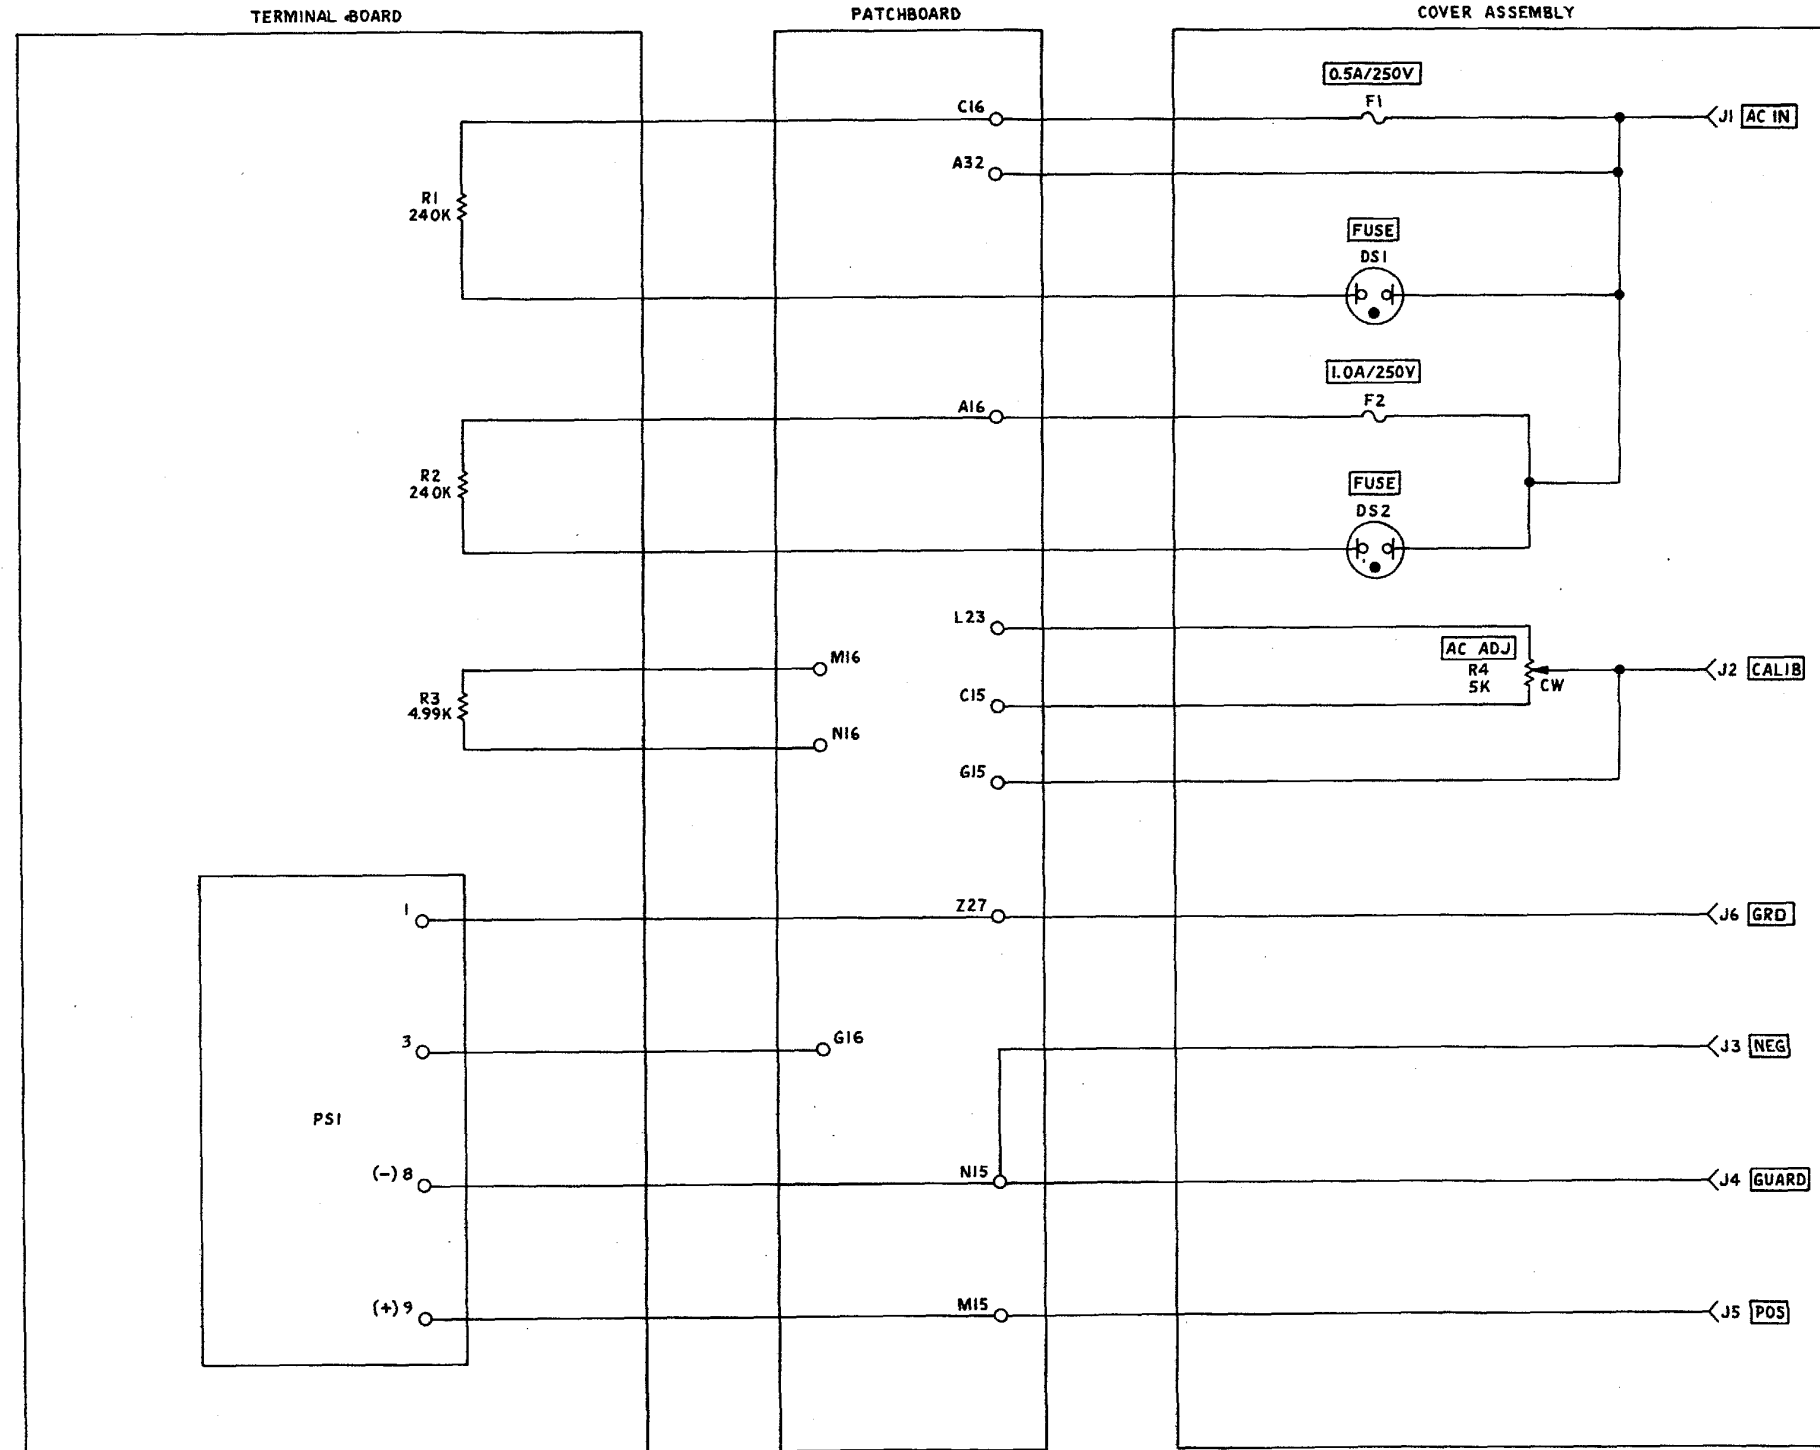 TERMINAL BOARD
PATCHBOARD
COVER ASSEMBLY
0.5A/250V
F1
C16
J1 AC IN
A32
R1
240K
FUSE
DS1
1.0A/250V
F2
A16
R2
240K
FUSE
DS2
L23
M16
AC ADJ
R4
5K
CW
J2 CALIB
R3
4.99K
C15
N16
G15
1
Z27
J6 GRD
3
G16
J3 NEG
PS1
(-) 8
N15
J4 GUARD
(+) 9
M15
J5 POS